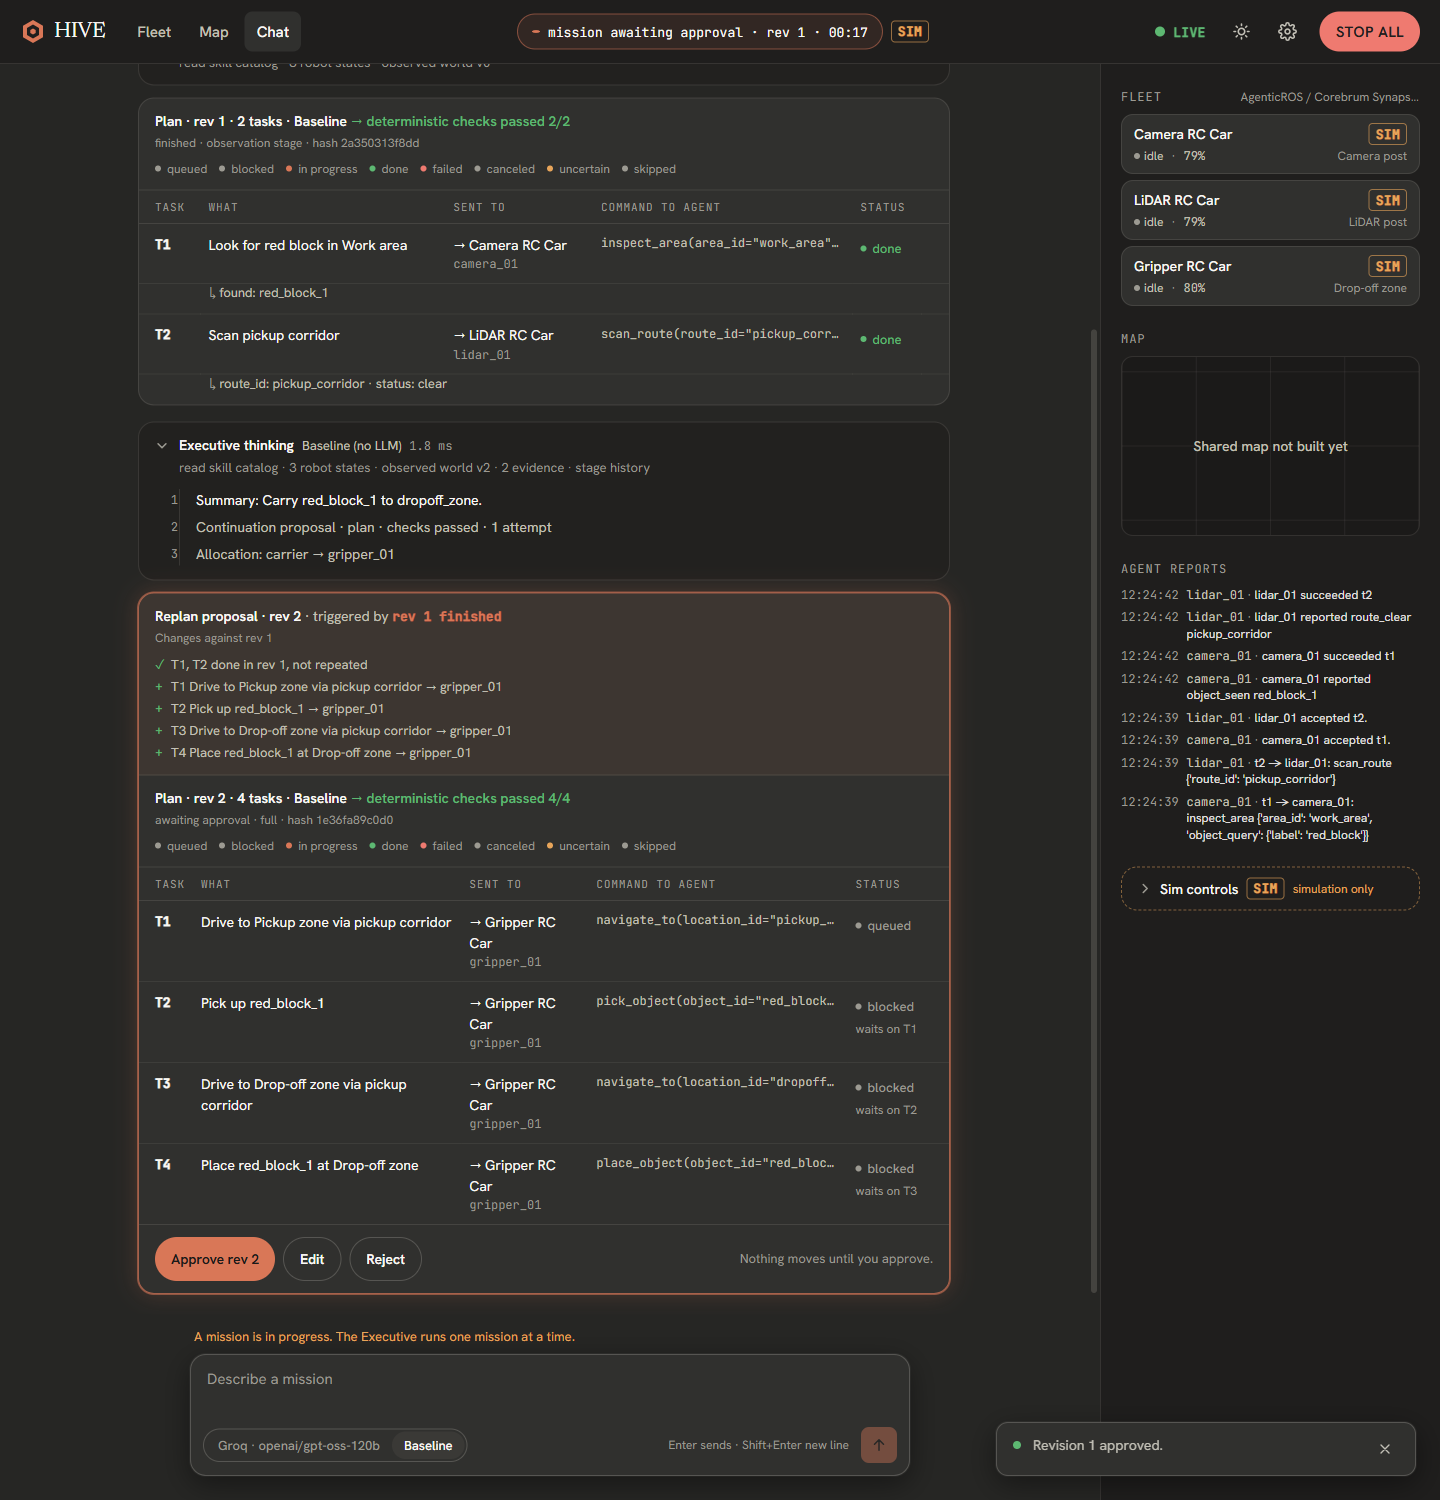 HIVE
Fleet
Map
Chat
mission awaiting approval · rev 1 · 00:17
SIM
LIVE
STOP ALL
read skill catalog · 3 robot states · observed world v0
Plan · rev 1 · 2 tasks · Baseline → deterministic checks passed 2/2
finished · observation stage · hash 2a350313f8dd
queued blocked in progress done failed canceled uncertain skipped
TASK WHAT SENT TO COMMAND TO AGENT STATUS
T1 Look for red block in Work area → Camera RC Car inspect_area(area_id="work_area"… done
camera_01
↳ found: red_block_1
T2 Scan pickup corridor → LiDAR RC Car scan_route(route_id="pickup_corr… done
lidar_01
↳ route_id: pickup_corridor · status: clear
Executive thinking Baseline (no LLM) 1.8 ms
read skill catalog · 3 robot states · observed world v2 · 2 evidence · stage history
1 Summary: Carry red_block_1 to dropoff_zone.
2 Continuation proposal · plan · checks passed · 1 attempt
3 Allocation: carrier → gripper_01
Replan proposal · rev 2 · triggered by rev 1 finished
Changes against rev 1
✓ T1, T2 done in rev 1, not repeated
+ T1 Drive to Pickup zone via pickup corridor → gripper_01
+ T2 Pick up red_block_1 → gripper_01
+ T3 Drive to Drop-off zone via pickup corridor → gripper_01
+ T4 Place red_block_1 at Drop-off zone → gripper_01
Plan · rev 2 · 4 tasks · Baseline → deterministic checks passed 4/4
awaiting approval · full · hash 1e36fa89c0d0
queued blocked in progress done failed canceled uncertain skipped
TASK WHAT SENT TO COMMAND TO AGENT STATUS
T1 Drive to Pickup zone via pickup corridor → Gripper RC navigate_to(location_id="pickup_… queued
Car
gripper_01
T2 Pick up red_block_1 → Gripper RC pick_object(object_id="red_block… blocked
Car waits on T1
gripper_01
T3 Drive to Drop-off zone via pickup → Gripper RC navigate_to(location_id="dropoff… blocked
corridor Car waits on T2
gripper_01
T4 Place red_block_1 at Drop-off zone → Gripper RC place_object(object_id="red_bloc… blocked
Car waits on T3
gripper_01
Approve rev 2
Edit
Reject
Nothing moves until you approve.
A mission is in progress. The Executive runs one mission at a time.
Describe a mission
Groq · openai/gpt-oss-120b
Baseline
Enter sends · Shift+Enter new line
FLEET AgenticROS / Corebrum Synaps…
Camera RC Car SIM
idle · 79% Camera post
LiDAR RC Car SIM
idle · 79% LiDAR post
Gripper RC Car SIM
idle · 80% Drop-off zone
MAP
Shared map not built yet
AGENT REPORTS
12:24:42 lidar_01 · lidar_01 succeeded t2
12:24:42 lidar_01 · lidar_01 reported route_clear
pickup_corridor
12:24:42 camera_01 · camera_01 succeeded t1
12:24:42 camera_01 · camera_01 reported
object_seen red_block_1
12:24:39 lidar_01 · lidar_01 accepted t2.
12:24:39 camera_01 · camera_01 accepted t1.
12:24:39 lidar_01 · t2 -> lidar_01: scan_route
{'route_id': 'pickup_corridor'}
12:24:39 camera_01 · t1 -> camera_01:
inspect_area {'area_id': 'work_area',
'object_query': {'label': 'red_block'}}
Sim controls SIM simulation only
Revision 1 approved.